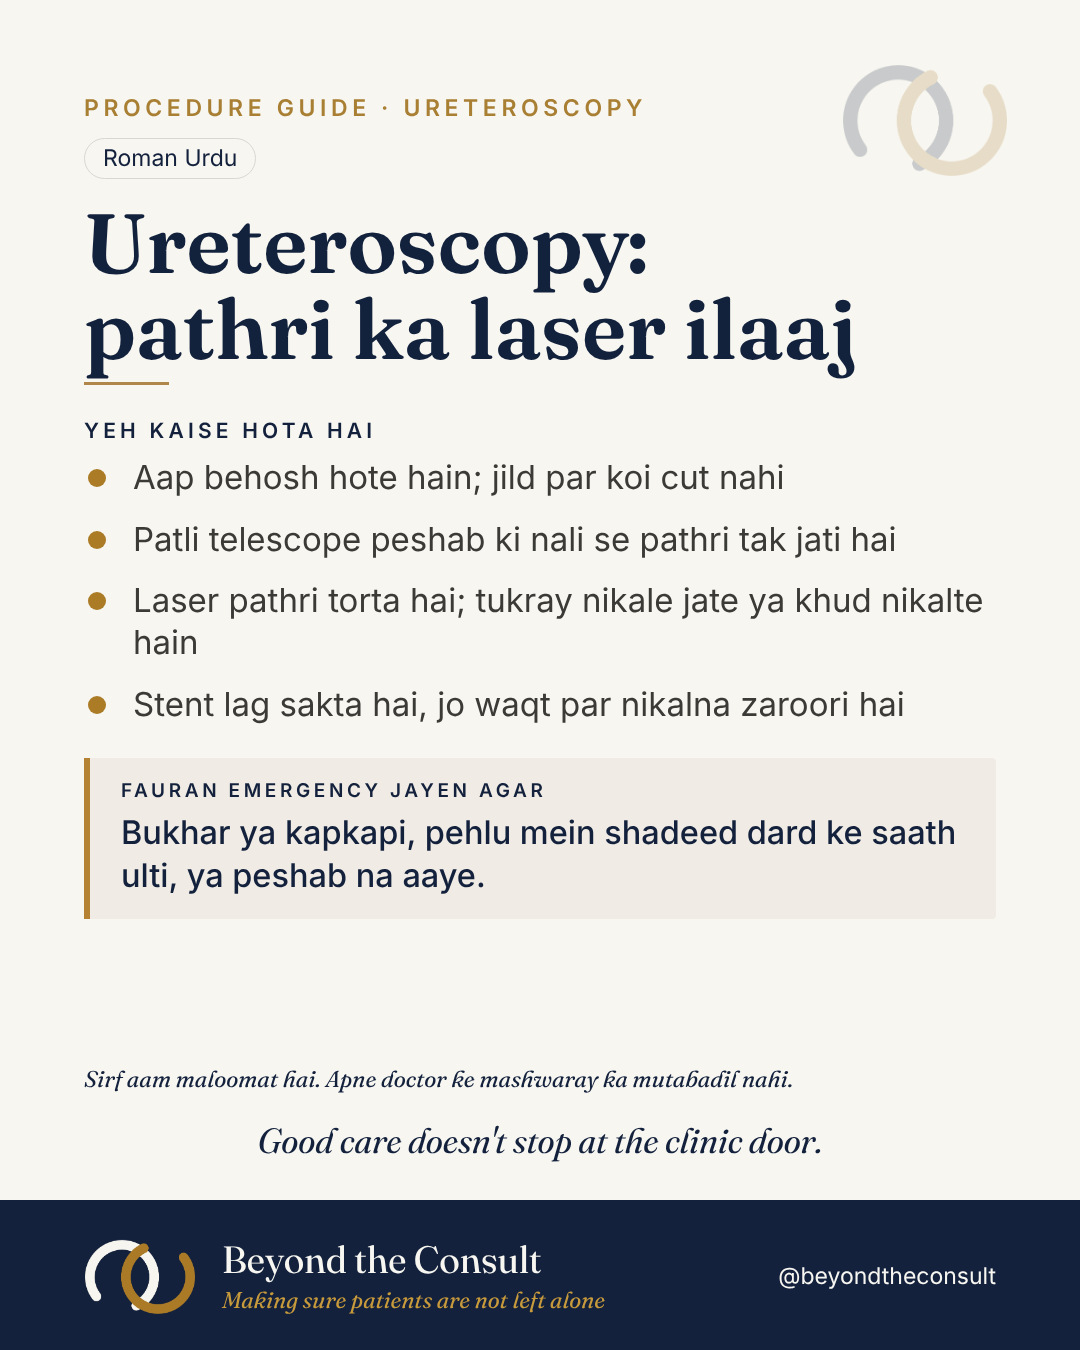 PROCEDURE GUIDE · URETEROSCOPY
Roman Urdu
Ureteroscopy:
pathri ka laser ilaaj
YEH KAISE HOTA HAI
Aap behosh hote hain; jild par koi cut nahi
Patli telescope peshab ki nali se pathri tak jati hai
Laser pathri torta hai; tukray nikale jate ya khud nikalte
hain
Stent lag sakta hai, jo waqt par nikalna zaroori hai
FAURAN EMERGENCY JAYEN AGAR
Bukhar ya kapkapi, pehlu mein shadeed dard ke saath
ulti, ya peshab na aaye.
Sirf aam maloomat hai. Apne doctor ke mashwaray ka mutabadil nahi.
Good care doesn't stop at the clinic door.
Beyond the Consult
Making sure patients are not left alone
@beyondtheconsult